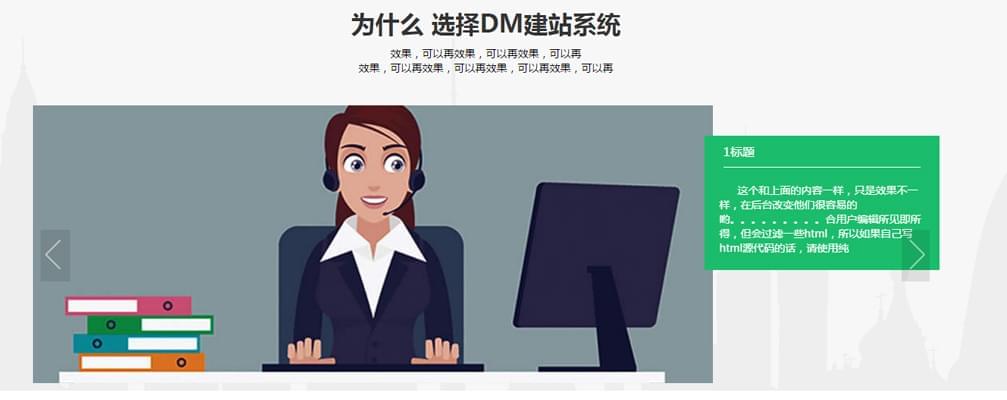 为什么 选择DM建站系统
效果，可以再效果，可以再效果，可以再
效果，可以再效果，可以再效果，可以再效果，可以再
1标题
这个和上面的内容一样，只是效果不一
样，在后台改变他们很容易的
哟。。。。。。。。。合用户编辑所见即所
得，但会过滤一些html，所以如果自己写
html源代码的话，请使用纯